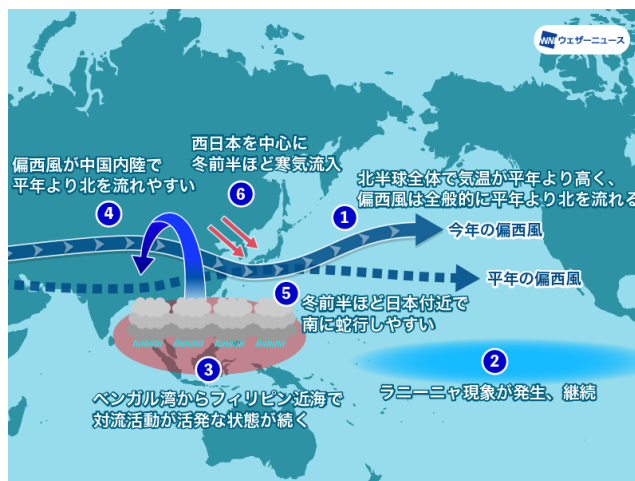 WNI ウェザーニュース
西日本を中心に
冬前半ほど寒気流入
⑥
偏西風が中国内陸で
平年より北を流れやすい
④
北半球全体で気温が平年より高く、
偏西風は全般的に平年より北を流れる
①
今年の偏西風
平年の偏西風
⑤
冬前半ほど日本付近で
南に蛇行しやすい
②
ラニーニャ現象が発生、継続
③
ベンガル湾からフィリピン近海で
対流活動が活発な状態が続く